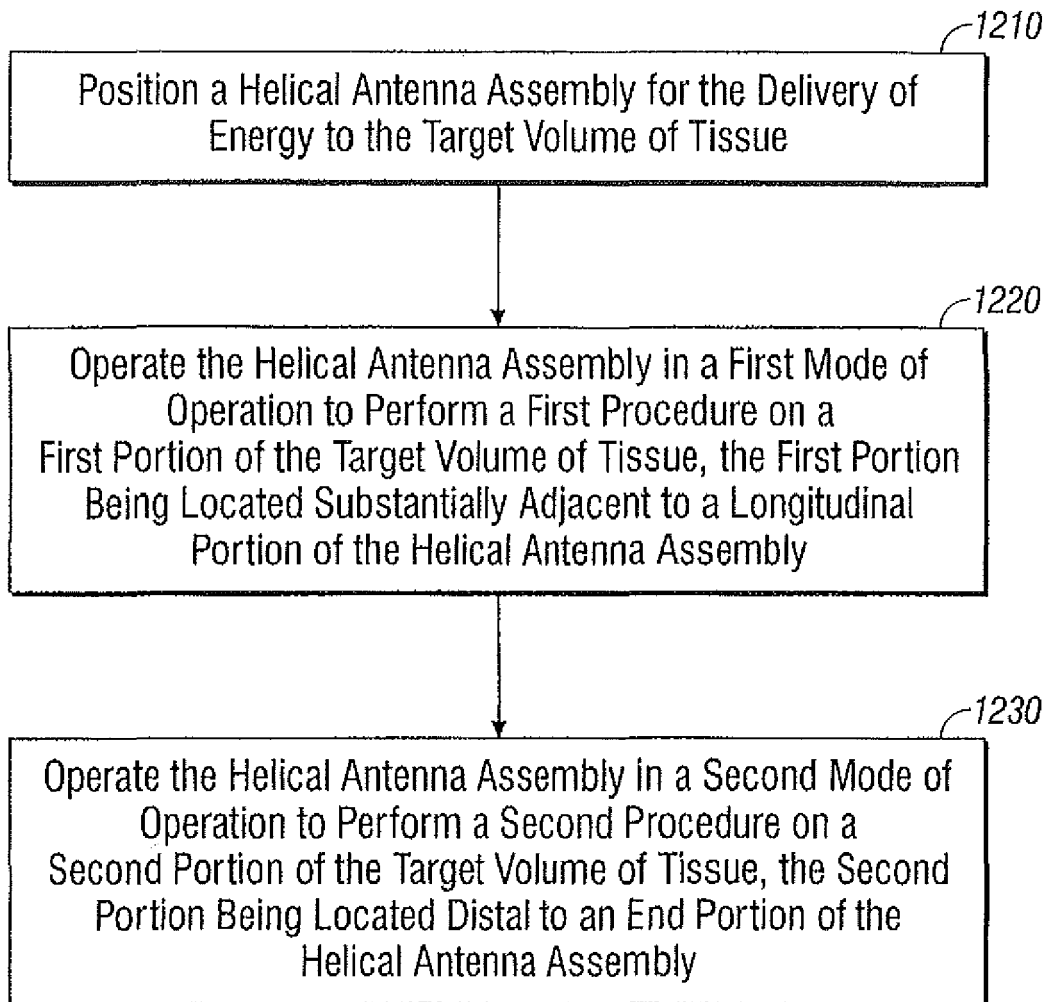 1210
Position a Helical Antenna Assembly for the Delivery of
Energy to the Target Volume of Tissue
1220
Operate the Helical Antenna Assembly in a First Mode of
Operation to Perform a First Procedure on a
First Portion of the Target Volume of Tissue, the First Portion
Being Located Substantially Adjacent to a Longitudinal
Portion of the Helical Antenna Assembly
1230
Operate the Helical Antenna Assembly in a Second Mode of
Operation to Perform a Second Procedure on a
Second Portion of the Target Volume of Tissue, the Second
Portion Being Located Distal to an End Portion of the
Helical Antenna Assembly